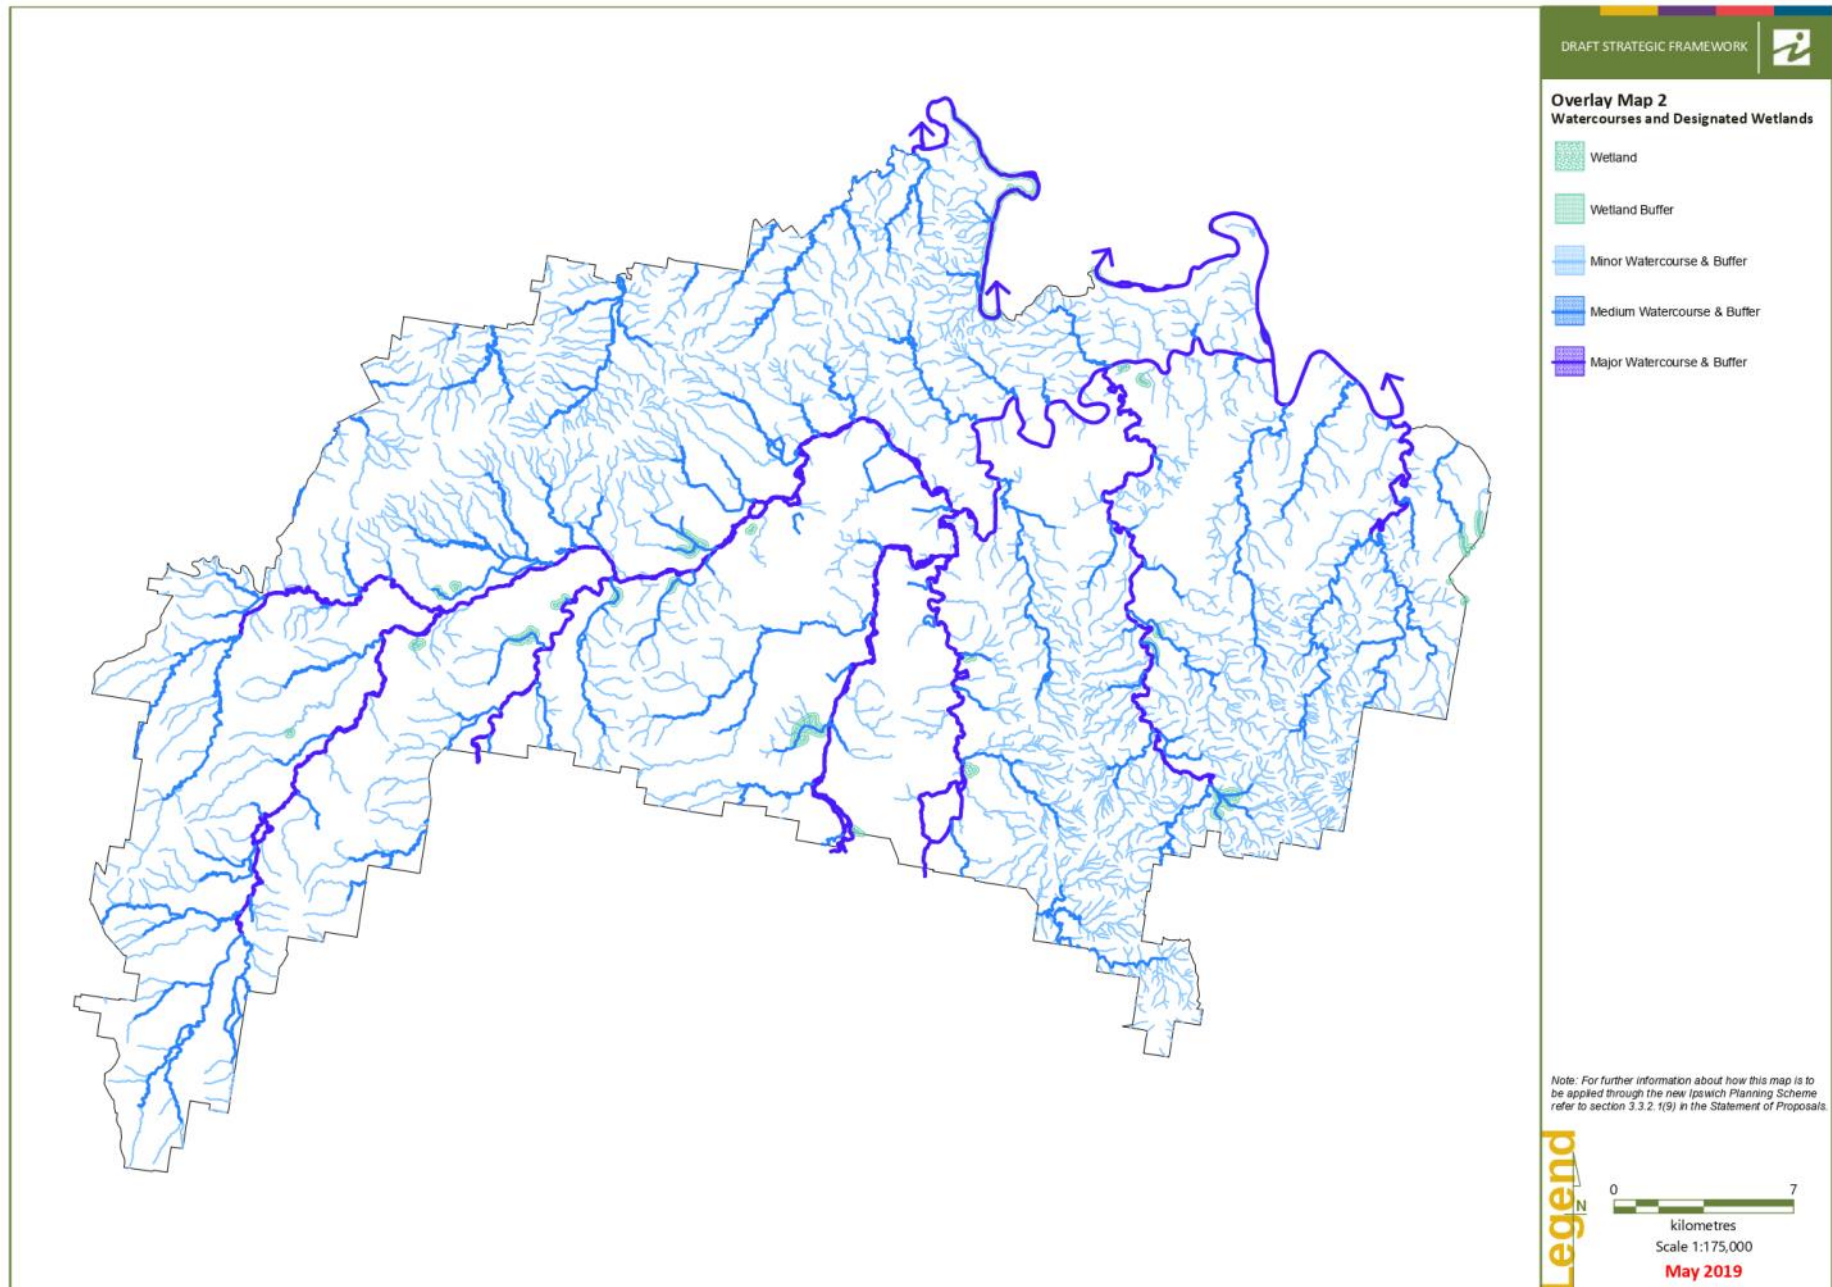 DRAFT STRATEGIC FRAMEWORK
Overlay Map 2
Watercourses and Designated Wetlands
Wetland
Wetland Buffer
Minor Watercourse & Buffer
Medium Watercourse & Buffer
Major Watercourse & Buffer
Note: For further information about how this map is to
be applied through the new Ipswich Planning Scheme
refer to section 3.3.2.1(9) in the Statement of Proposals.
Legend
N
0 7
kilometres
Scale 1:175,000
May 2019